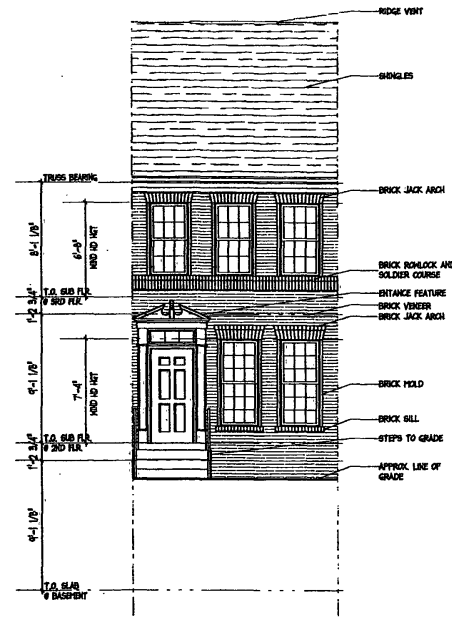 RIDGE VENT
SHINGLES
TRUSS BEARING
BRICK JACK ARCH
8'-1 1/8"
6'-8"
WIND HD HGT
BRICK ROWLOCK AND
SOLDIER COURSE
T.O. SUB FLR.
@ 3RD FLR.
1'-2 3/4"
ENTANCE FEATURE
BRICK VENEER
BRICK JACK ARCH
9'-1 1/8"
7'-4"
WIND HD HGT
BRICK MOLD
BRICK SILL
T.O. SUB FLR.
@ 2ND FLR.
1'-2 3/4"
STEPS TO GRADE
APPROX. LINE OF
GRADE
9'-1 1/8"
T.O. SLAB
@ BASEMENT